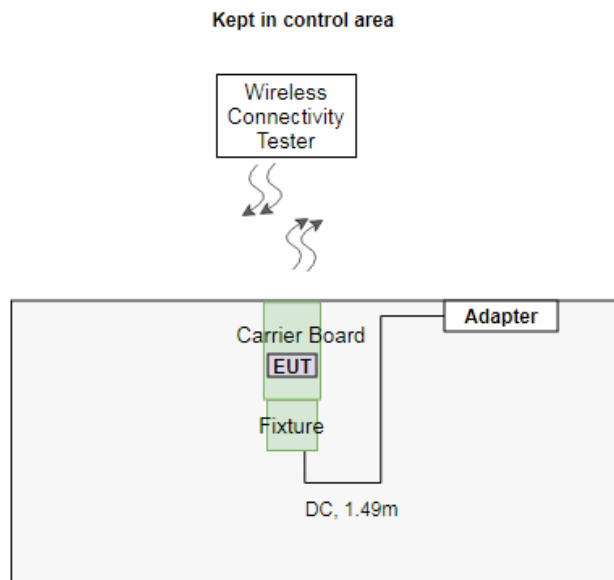 Kept in control area
Wireless
Connectivity
Tester
Carrier Board
EUT
Fixture
Adapter
DC, 1.49m